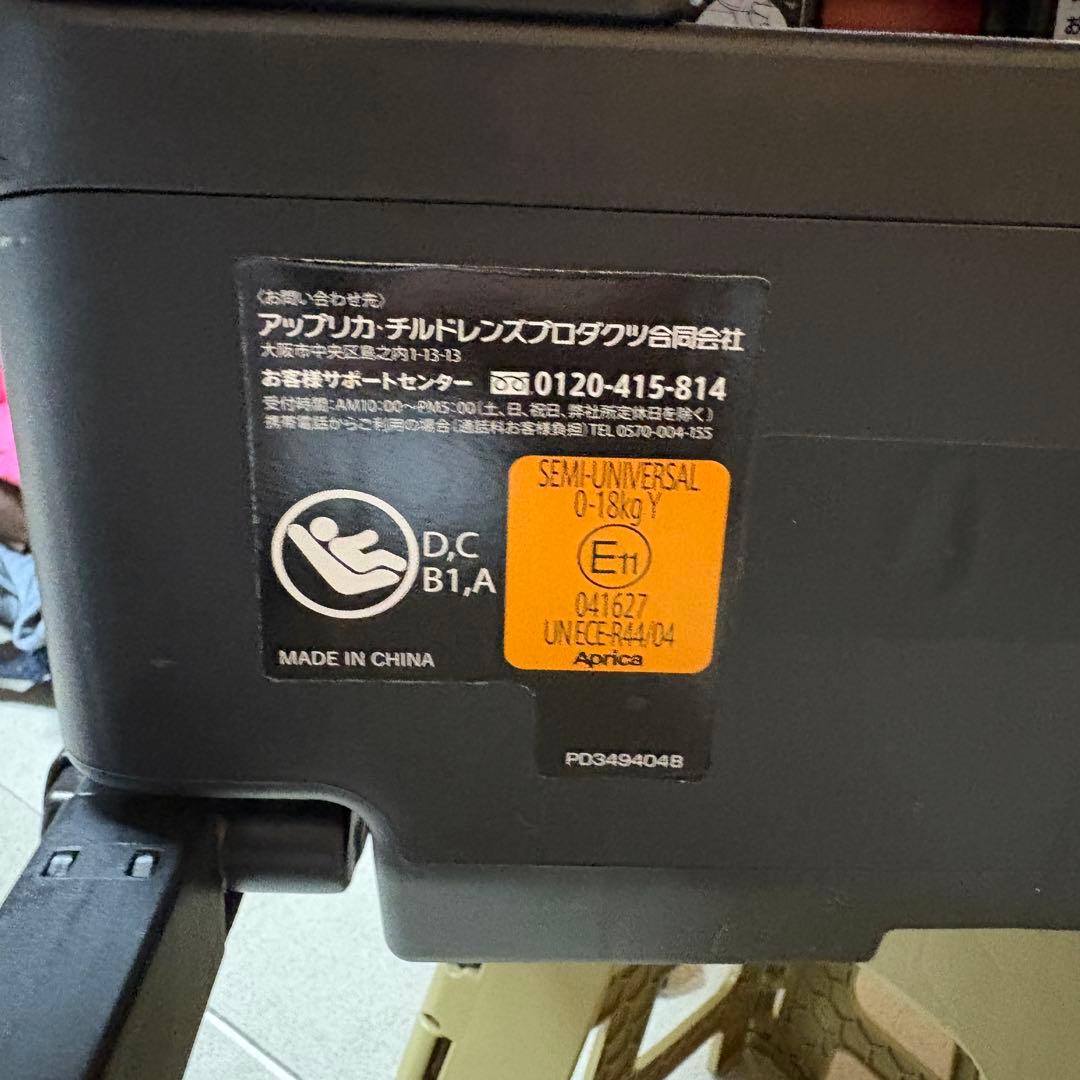 〈お問い合わせ先〉
アップリカ・チルドレンズプロダクツ合同会社
大阪市中央区島之内1-13-13
お客様サポートセンター 0120-415-814
受付時間:AM10:00〜PM5:00(土、日、祝日、弊社所定休日を除く)
携帯電話からご利用の場合(通話料お客様負担)TEL 0570-004-155
D,C
B1,A
SEMI-UNIVERSAL
0-18kg Y
E11
041627
UN ECE-R44/04
Aprica
MADE IN CHINA
PD349404B